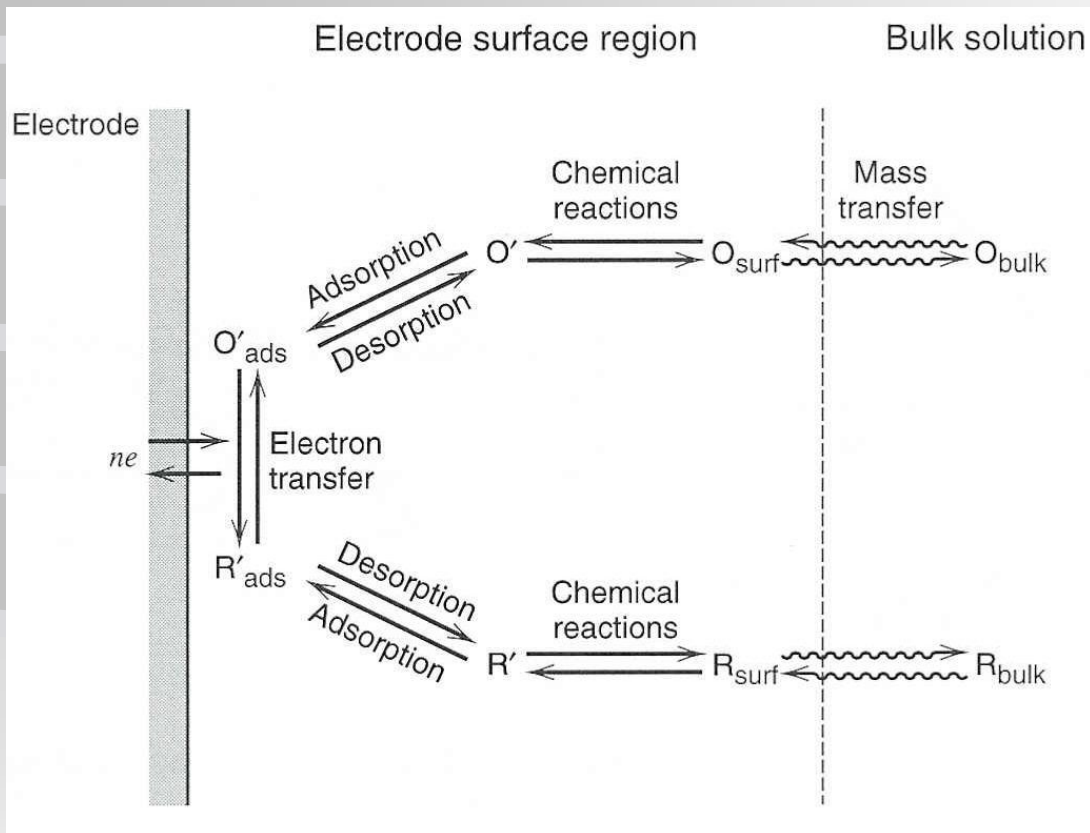 Electrode surface region
Bulk solution
Electrode
Chemical
reactions
Mass
transfer
O′
O_surf
O_bulk
Adsorption
Desorption
O′_ads
ne
Electron
transfer
R′_ads
Desorption
Adsorption
Chemical
reactions
R′
R_surf
R_bulk